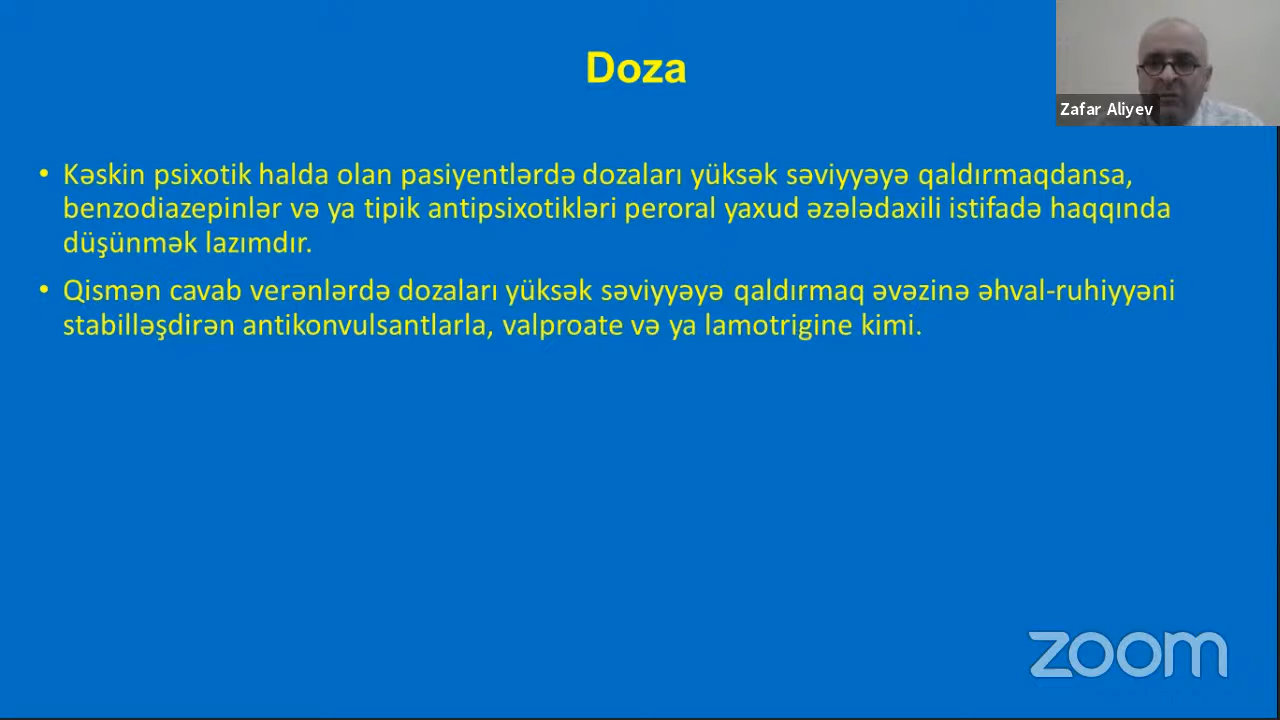 Doza
Zafar Aliyev
• Kəskin psixotik halda olan pasiyentlərdə dozaları yüksək səviyyəyə qaldırmaqdansa,
benzodiazepinlər və ya tipik antipsixotikləri peroral yaxud əzələdaxili istifadə haqqında
düşünmək lazımdır.
• Qismən cavab verənlərdə dozaları yüksək səviyyəyə qaldırmaq əvəzinə əhval-ruhiyyəni
stabilləşdirən antikonvulsantlarla, valproate və ya lamotrigine kimi.
zoom